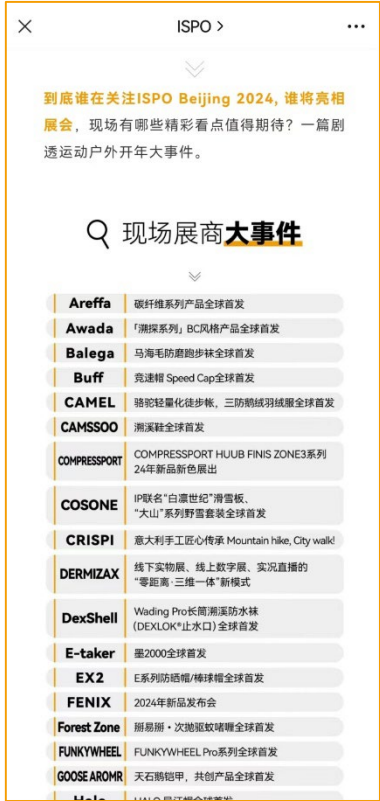 ISPO >
到底谁在关注ISPO Beijing 2024, 谁将亮相
展会，现场有哪些精彩看点值得期待？一篇剧
透运动户外开年大事件。
现场展商大事件
Areffa 碳纤维系列产品全球首发
Awada 「溯探系列」BC风格产品全球首发
Balega 马海毛防磨跑步袜全球首发
Buff 竞速帽 Speed Cap全球首发
CAMEL 骆驼轻量化徒步帐，三防鹅绒羽绒服全球首发
CAMSSOO 溯溪鞋全球首发
COMPRESSPORT COMPRESSPORT HUUB FINIS ZONE3系列
24年新品新色展出
COSONE IP联名“白凛世纪”滑雪板、
“大山”系列野雪套装全球首发
CRISPI 意大利手工匠心传承 Mountain hike, City walk!
DERMIZAX 线下实物展、线上数字展、实况直播的
“零距离·三维一体”新模式
DexShell Wading Pro长筒溯溪防水袜
(DEXLOK®止水口) 全球首发
E-taker 墨2000全球首发
EX2 E系列防晒帽/棒球帽全球首发
FENIX 2024年新品发布会
Forest Zone 掰易掰·次抛驱蚊啫喱全球首发
FUNKYWHEEL FUNKYWHEEL Pro系列全球首发
GOOSE AROMR 天石鹅铠甲，共创产品全球首发